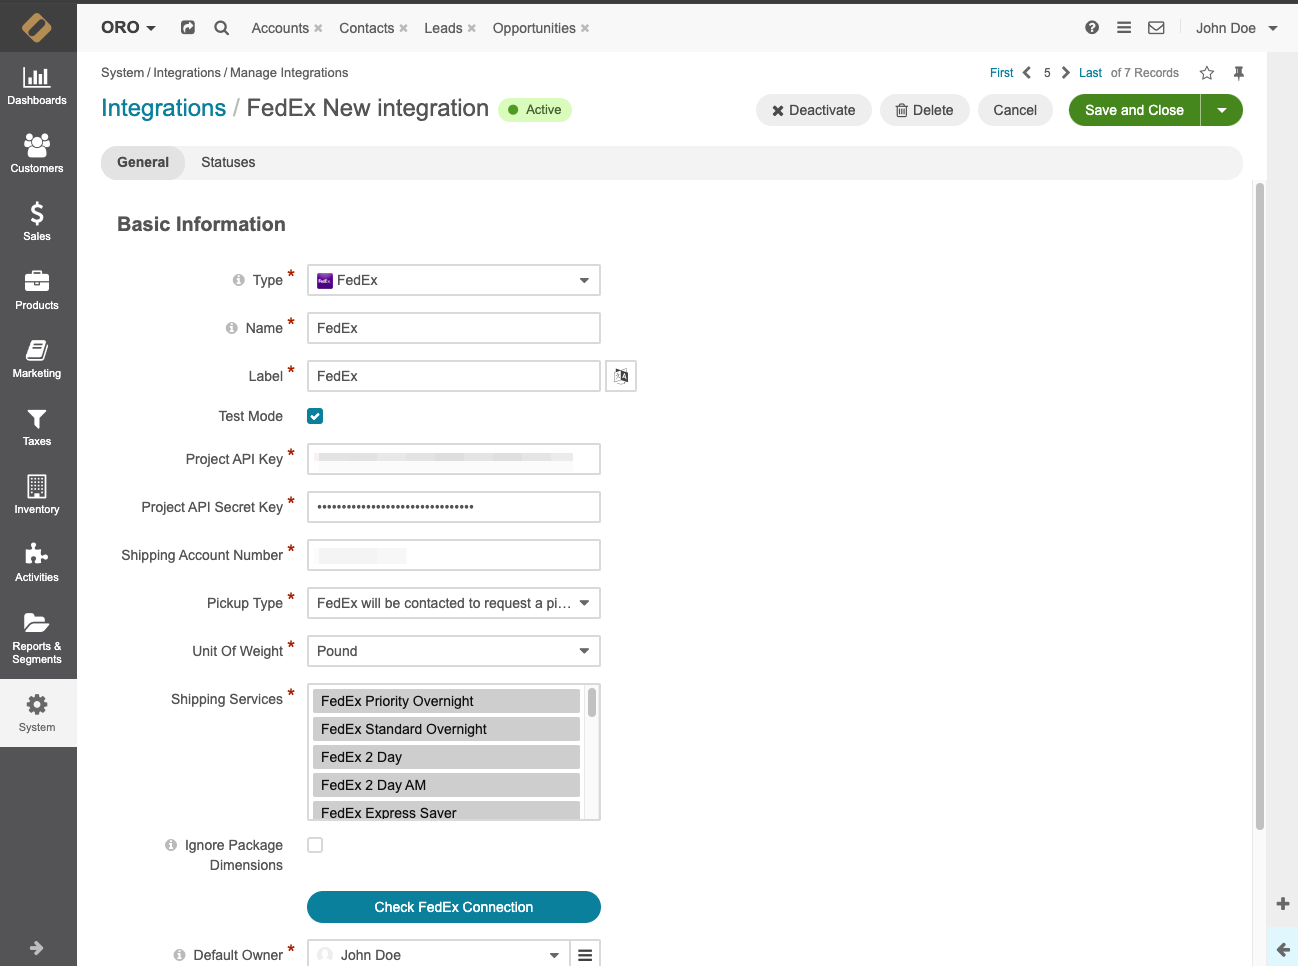 ORO
Accounts × Contacts × Leads × Opportunities ×
John Doe
Dashboards
Customers
Sales
Products
Marketing
Taxes
Inventory
Activities
Reports &
Segments
System
System / Integrations / Manage Integrations
First 5 Last of 7 Records
Integrations / FedEx New integration Active
Deactivate Delete Cancel Save and Close
General Statuses
Basic Information
Type * FedEx
Name * FedEx
Label * FedEx
Test Mode
Project API Key *
Project API Secret Key * ••••••••••••••••••••••••••••••••
Shipping Account Number *
Pickup Type * FedEx will be contacted to request a pi...
Unit Of Weight * Pound
Shipping Services * FedEx Priority Overnight
FedEx Standard Overnight
FedEx 2 Day
FedEx 2 Day AM
FedEx Express Saver
Ignore Package
Dimensions
Check FedEx Connection
Default Owner * John Doe